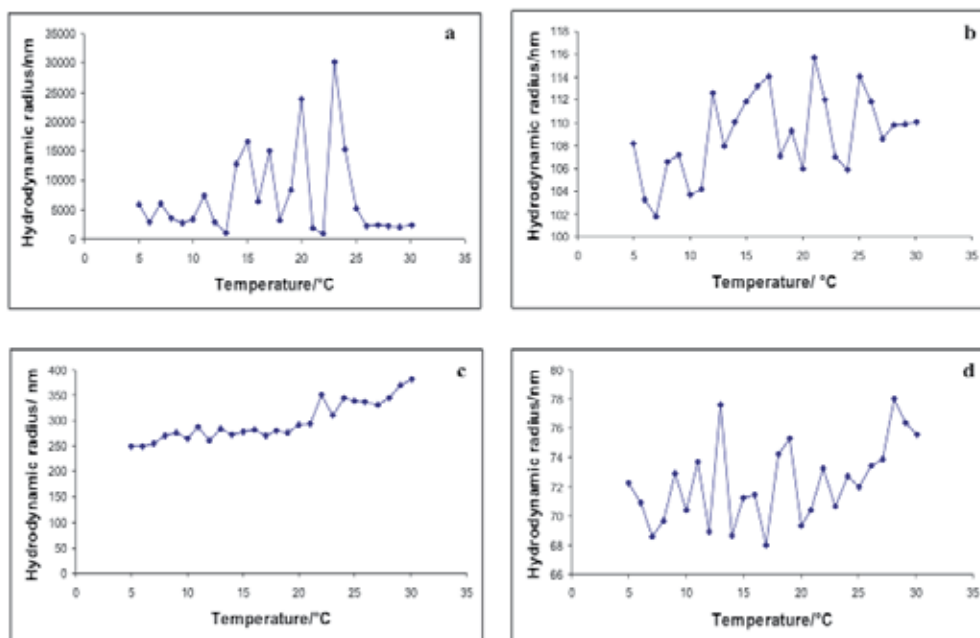 a
Hydrodynamic radius/nm
35000
30000
25000
20000
15000
10000
5000
0
0 5 10 15 20 25 30 35
Temperature/°C
b
Hydrodynamic radius/nm
118
116
114
112
110
108
106
104
102
100
0 5 10 15 20 25 30 35
Temperature/ °C
c
Hydrodynamic radius/ nm
400
350
300
250
200
150
100
50
0
0 5 10 15 20 25 30 35
Temperature/°C
d
Hydrodynamic radius/nm
80
78
76
74
72
70
68
66
0 5 10 15 20 25 30 35
Temperature/°C